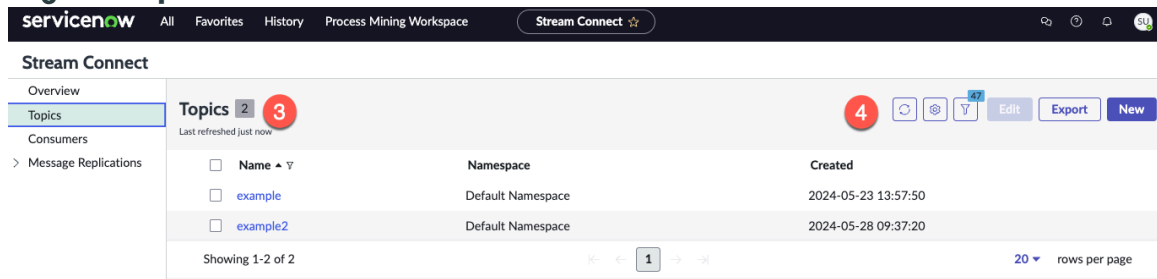 servicenow All Favorites History Process Mining Workspace Stream Connect ☆ SU
Stream Connect
Overview
Topics
Consumers
> Message Replications
Topics 2 3
Last refreshed just now
4 47 Edit Export New
Name Namespace Created
example Default Namespace 2024-05-23 13:57:50
example2 Default Namespace 2024-05-28 09:37:20
Showing 1-2 of 2 1 20 rows per page